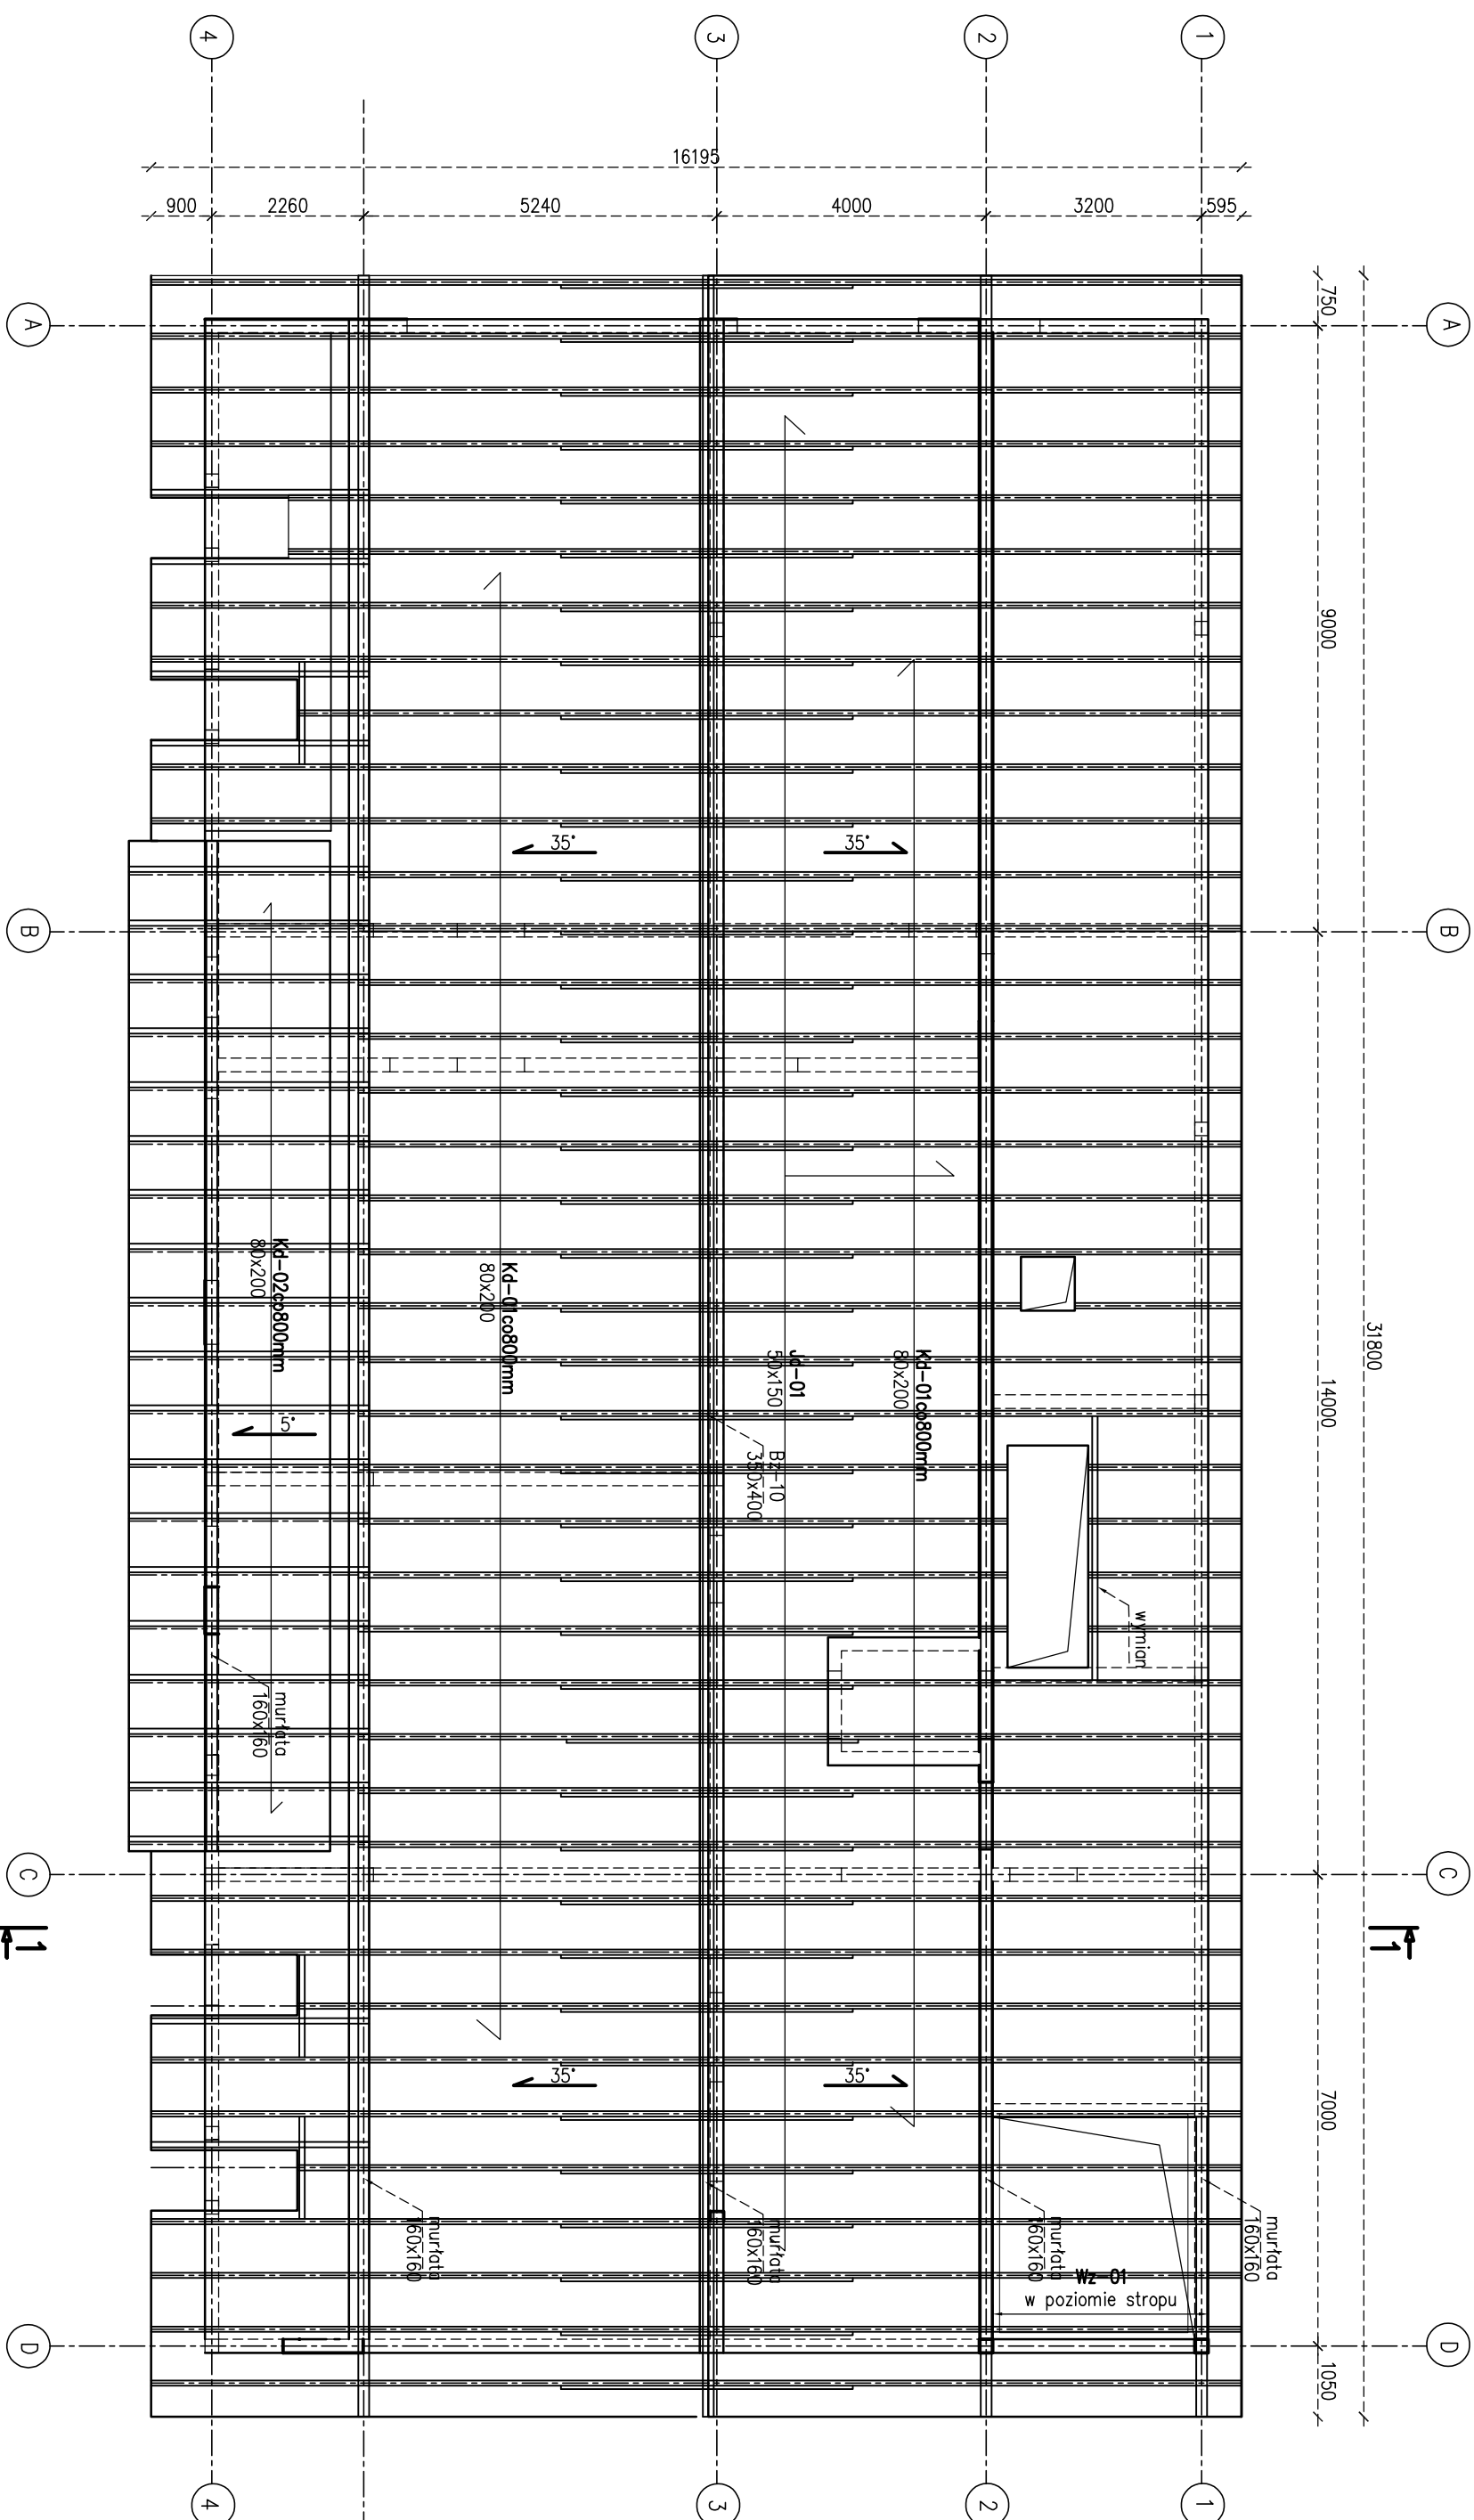 4
3
2
1
16195
900
2260
5240
4000
3200
595
A
A
750
9000
35°
35°
B
B
31800
14000
Kd-02co800mm
80x200
Kd-01co800mm
80x200
Jd-01
50x150
Kd-01co800mm
80x200
5°
Bz-10
350x400
wymian
murłata
160x160
C
C
1
1
35°
35°
7000
murłata
160x160
murłata
160x160
murłata
160x160
murłata
160x160
Wz-01
w poziomie stropu
D
D
1050
4
3
2
1